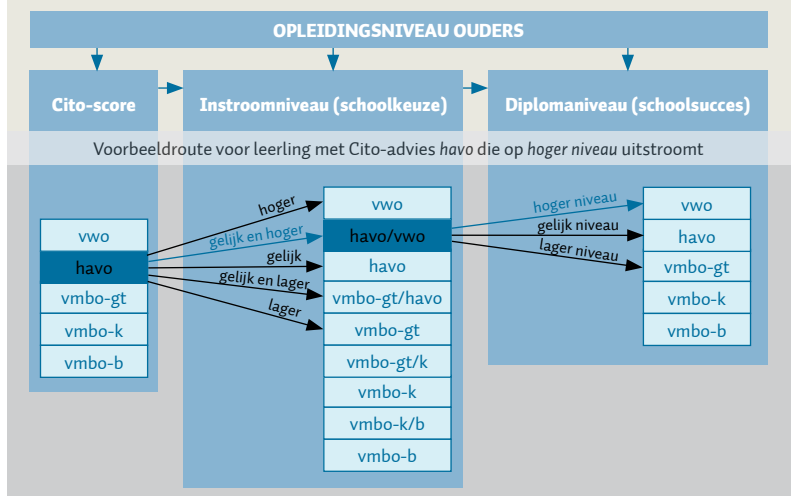 OPLEIDINGSNIVEAU OUDERS
Cito-score
Instroomniveau (schoolkeuze)
Diplomaniveau (schoolsucces)
Voorbeeldroute voor leerling met Cito-advies havo die op hoger niveau uitstroomt
vwo
havo
vmbo-gt
vmbo-k
vmbo-b
hoger
gelijk en hoger
gelijk
gelijk en lager
lager
vwo
havo/vwo
havo
vmbo-gt/havo
vmbo-gt
vmbo-gt/k
vmbo-k
vmbo-k/b
vmbo-b
hoger niveau
gelijk niveau
lager niveau
vwo
havo
vmbo-gt
vmbo-k
vmbo-b